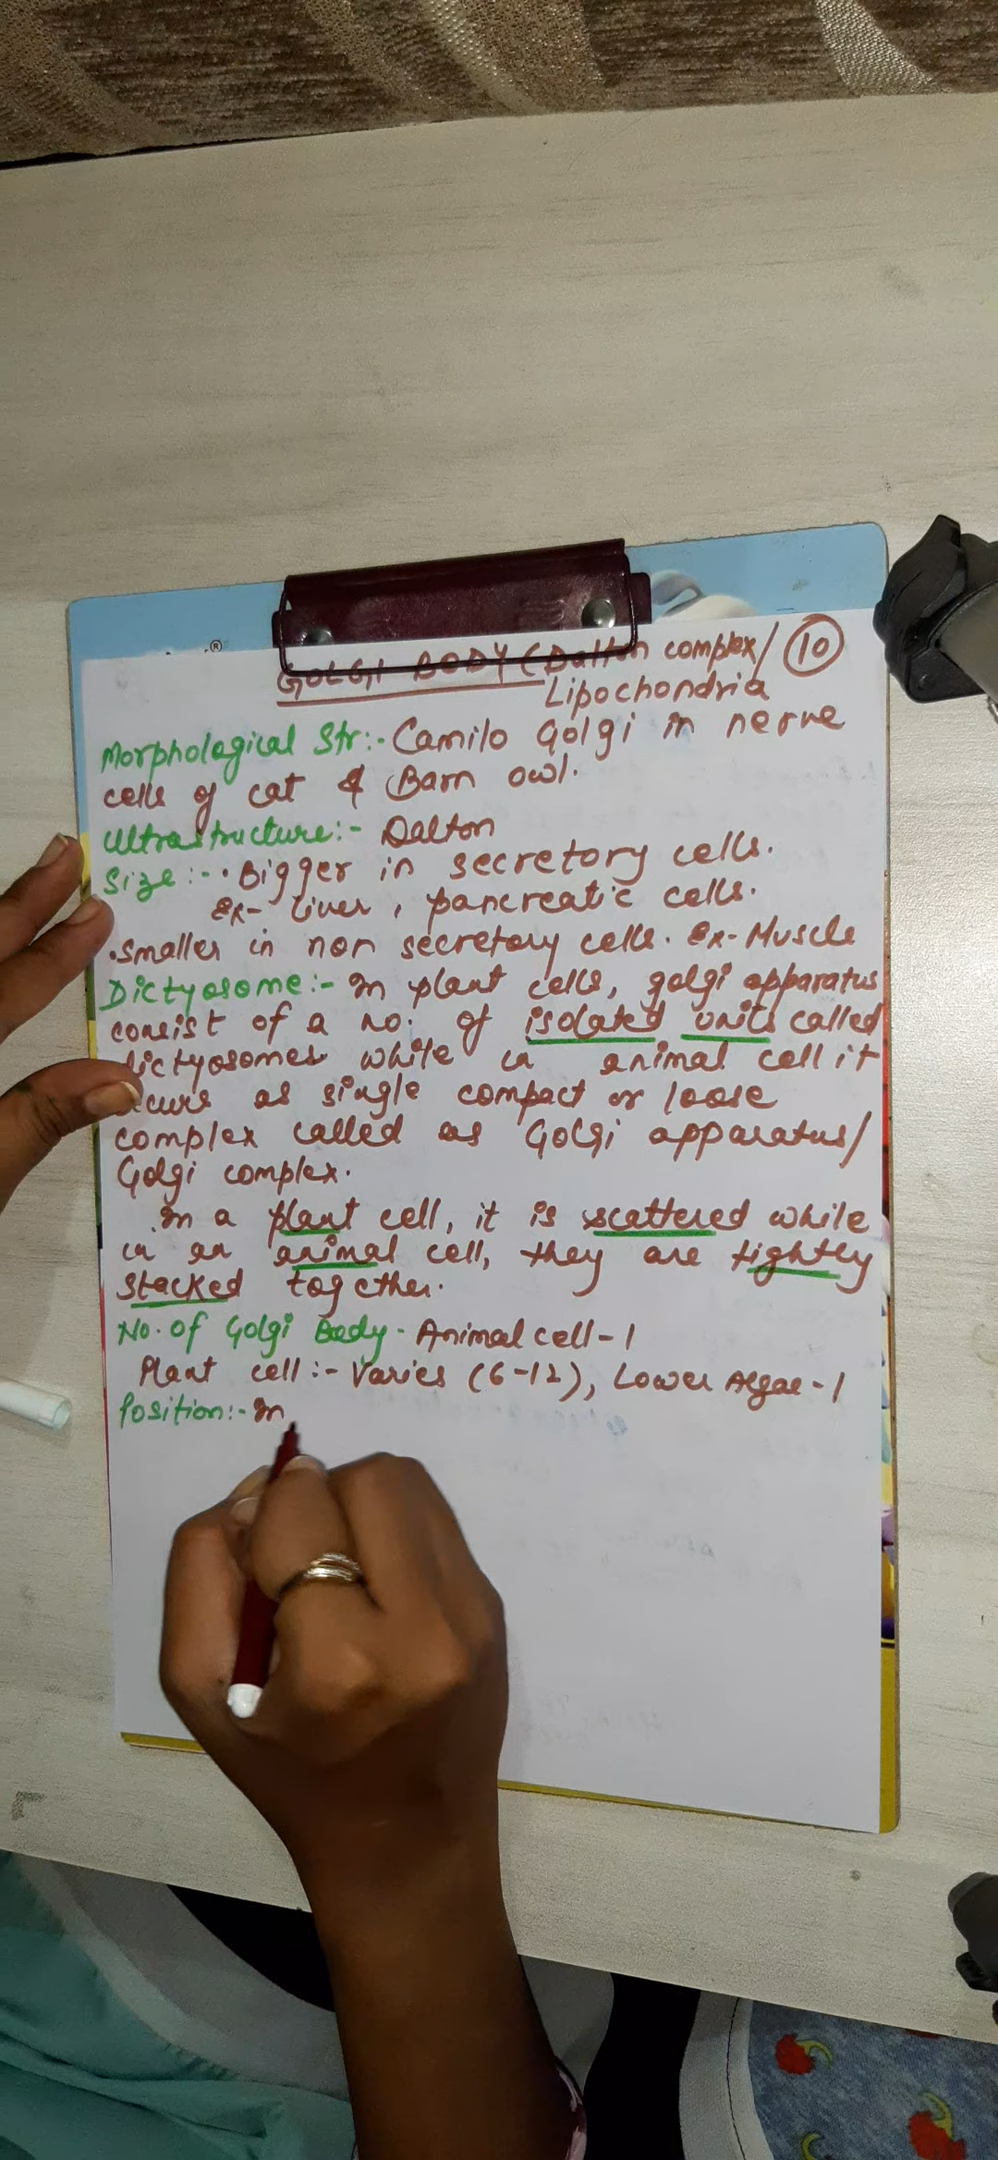 GOLGI BODY (Dalton complex/ 10
Lipochondria
Morphological Str:- Camilo Golgi in nerve
cells of cat & Barn owl.
Ultrastructure:- Dalton
Size:- • Bigger in secretory cells.
Ex- Liver, pancreatic cells.
• Smaller in non secretory cells. Ex- Muscle
Dictyosome:- In plant cells, golgi apparatus
consist of a no. of isolated units called
dictyosomes while in animal cell it
occurs as single compact or loose
complex called as Golgi apparatus/
Golgi complex.
. In a plant cell, it is scattered while
in an animal cell, they are tightly
stacked together.
No. of Golgi Body - Animal cell - 1
Plant cell:- Varies (6-12), Lower Algae - 1
Position:- In
®